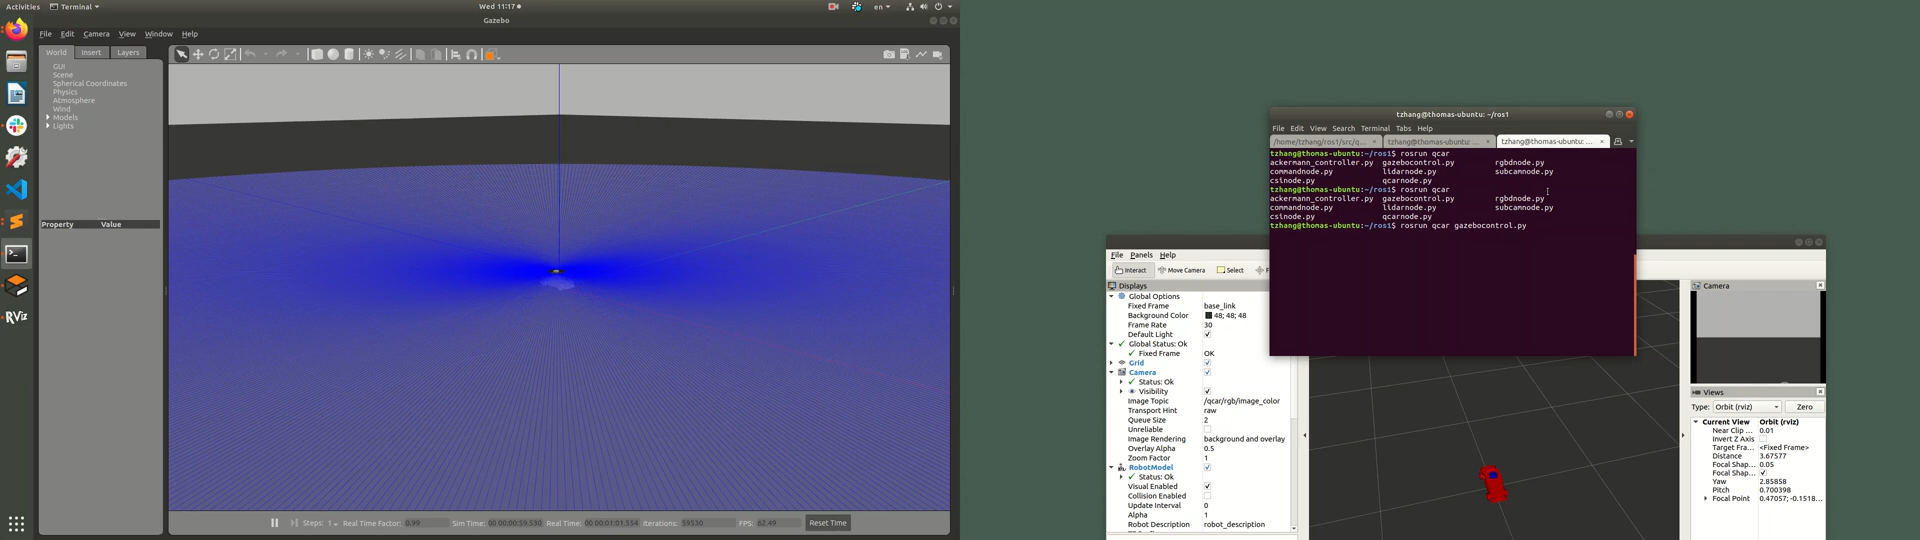 Activities Terminal Wed 11:17 en
Gazebo
File Edit Camera View Window Help
World Insert Layers
GUI
Scene
Spherical Coordinates
Physics
Atmosphere
Wind
Models
Lights
Property Value
Steps: 1 Real Time Factor: 0.99 Sim Time: 00 00:00:59.530 Real Time: 00 00:01:01.554 Iterations: 59530 FPS: 62.49 Reset Time
RViz
tzhang@thomas-ubuntu: ~/ros1
File Edit View Search Terminal Tabs Help
/home/tzhang/ros1/src/q... tzhang@thomas-ubuntu: ... tzhang@thomas-ubuntu: ...
tzhang@thomas-ubuntu:~/ros1$ rosrun qcar
ackermann_controller.py gazebocontrol.py rgbdnode.py
commandnode.py lidarnode.py subcamnode.py
csinode.py qcarnode.py
tzhang@thomas-ubuntu:~/ros1$ rosrun qcar
ackermann_controller.py gazebocontrol.py rgbdnode.py
commandnode.py lidarnode.py subcamnode.py
csinode.py qcarnode.py
tzhang@thomas-ubuntu:~/ros1$ rosrun qcar gazebocontrol.py
File Panels Help
Interact Move Camera Select F
Displays
Global Options
Fixed Frame base_link
Background Color 48; 48; 48
Frame Rate 30
Default Light
Global Status: Ok
Fixed Frame OK
Grid
Camera
Status: Ok
Visibility
Image Topic /qcar/rgb/image_color
Transport Hint raw
Queue Size 2
Unreliable
Image Rendering background and overlay
Overlay Alpha 0.5
Zoom Factor 1
RobotModel
Status: Ok
Visual Enabled
Collision Enabled
Update Interval 0
Alpha 1
Robot Description robot_description
Camera
Views
Type: Orbit (rviz) Zero
Current View Orbit (rviz)
Near Clip ... 0.01
Invert Z Axis
Target Fra... <Fixed Frame>
Distance 3.67577
Focal Shap... 0.05
Focal Shap...
Yaw 2.85858
Pitch 0.700398
Focal Point 0.47057; -0.1518...